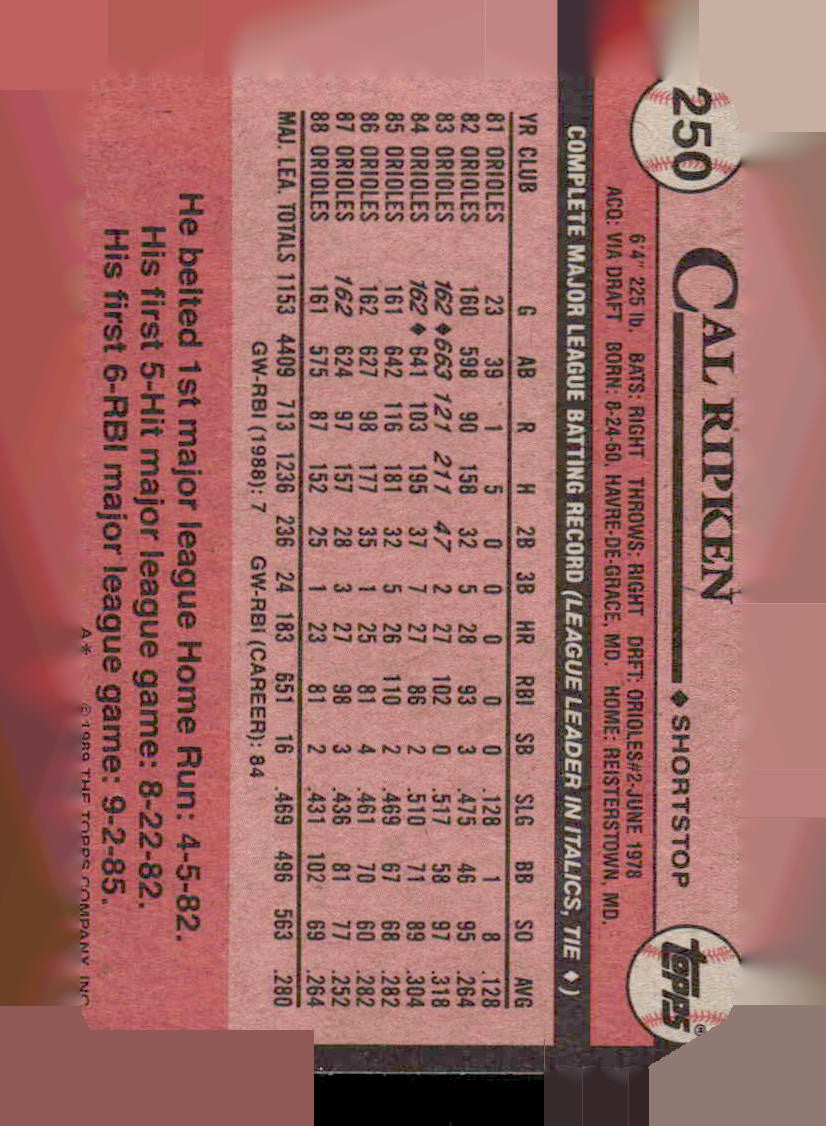 250
CAL RIPKEN ♦SHORTSTOP
topps®
6'4" 225 lb. BATS: RIGHT THROWS: RIGHT DRFT: ORIOLES#2-JUNE 1978
ACQ: VIA DRAFT BORN: 8-24-60, HAVRE-DE-GRACE, MD. HOME: REISTERSTOWN, MD.
COMPLETE MAJOR LEAGUE BATTING RECORD (LEAGUE LEADER IN ITALICS, TIE ♦)
YR CLUB G AB R H 2B 3B HR RBI SB SLG BB SO AVG
81 ORIOLES 23 39 1 5 0 0 0 0 0 .128 1 8 .128
82 ORIOLES 160 598 90 158 32 5 28 93 3 .475 46 95 .264
83 ORIOLES 162♦663 121 211 47 2 27 102 0 .517 58 97 .318
84 ORIOLES 162♦641 103 195 37 7 27 86 2 .510 71 89 .304
85 ORIOLES 161 642 116 181 32 5 26 110 2 .469 67 68 .282
86 ORIOLES 162 627 98 177 35 1 25 81 4 .461 70 60 .282
87 ORIOLES 162 624 97 157 28 3 27 98 3 .436 81 77 .252
88 ORIOLES 161 575 87 152 25 1 23 81 2 .431 102 69 .264
MAJ. LEA. TOTALS 1153 4409 713 1236 236 24 183 651 16 .469 496 563 .280
GW-RBI (1988): 7 GW-RBI (CAREER): 84
He belted 1st major league Home Run: 4-5-82.
His first 5-Hit major league game: 8-22-82.
His first 6-RBI major league game: 9-2-85.
A* © 1989 THE TOPPS COMPANY, INC